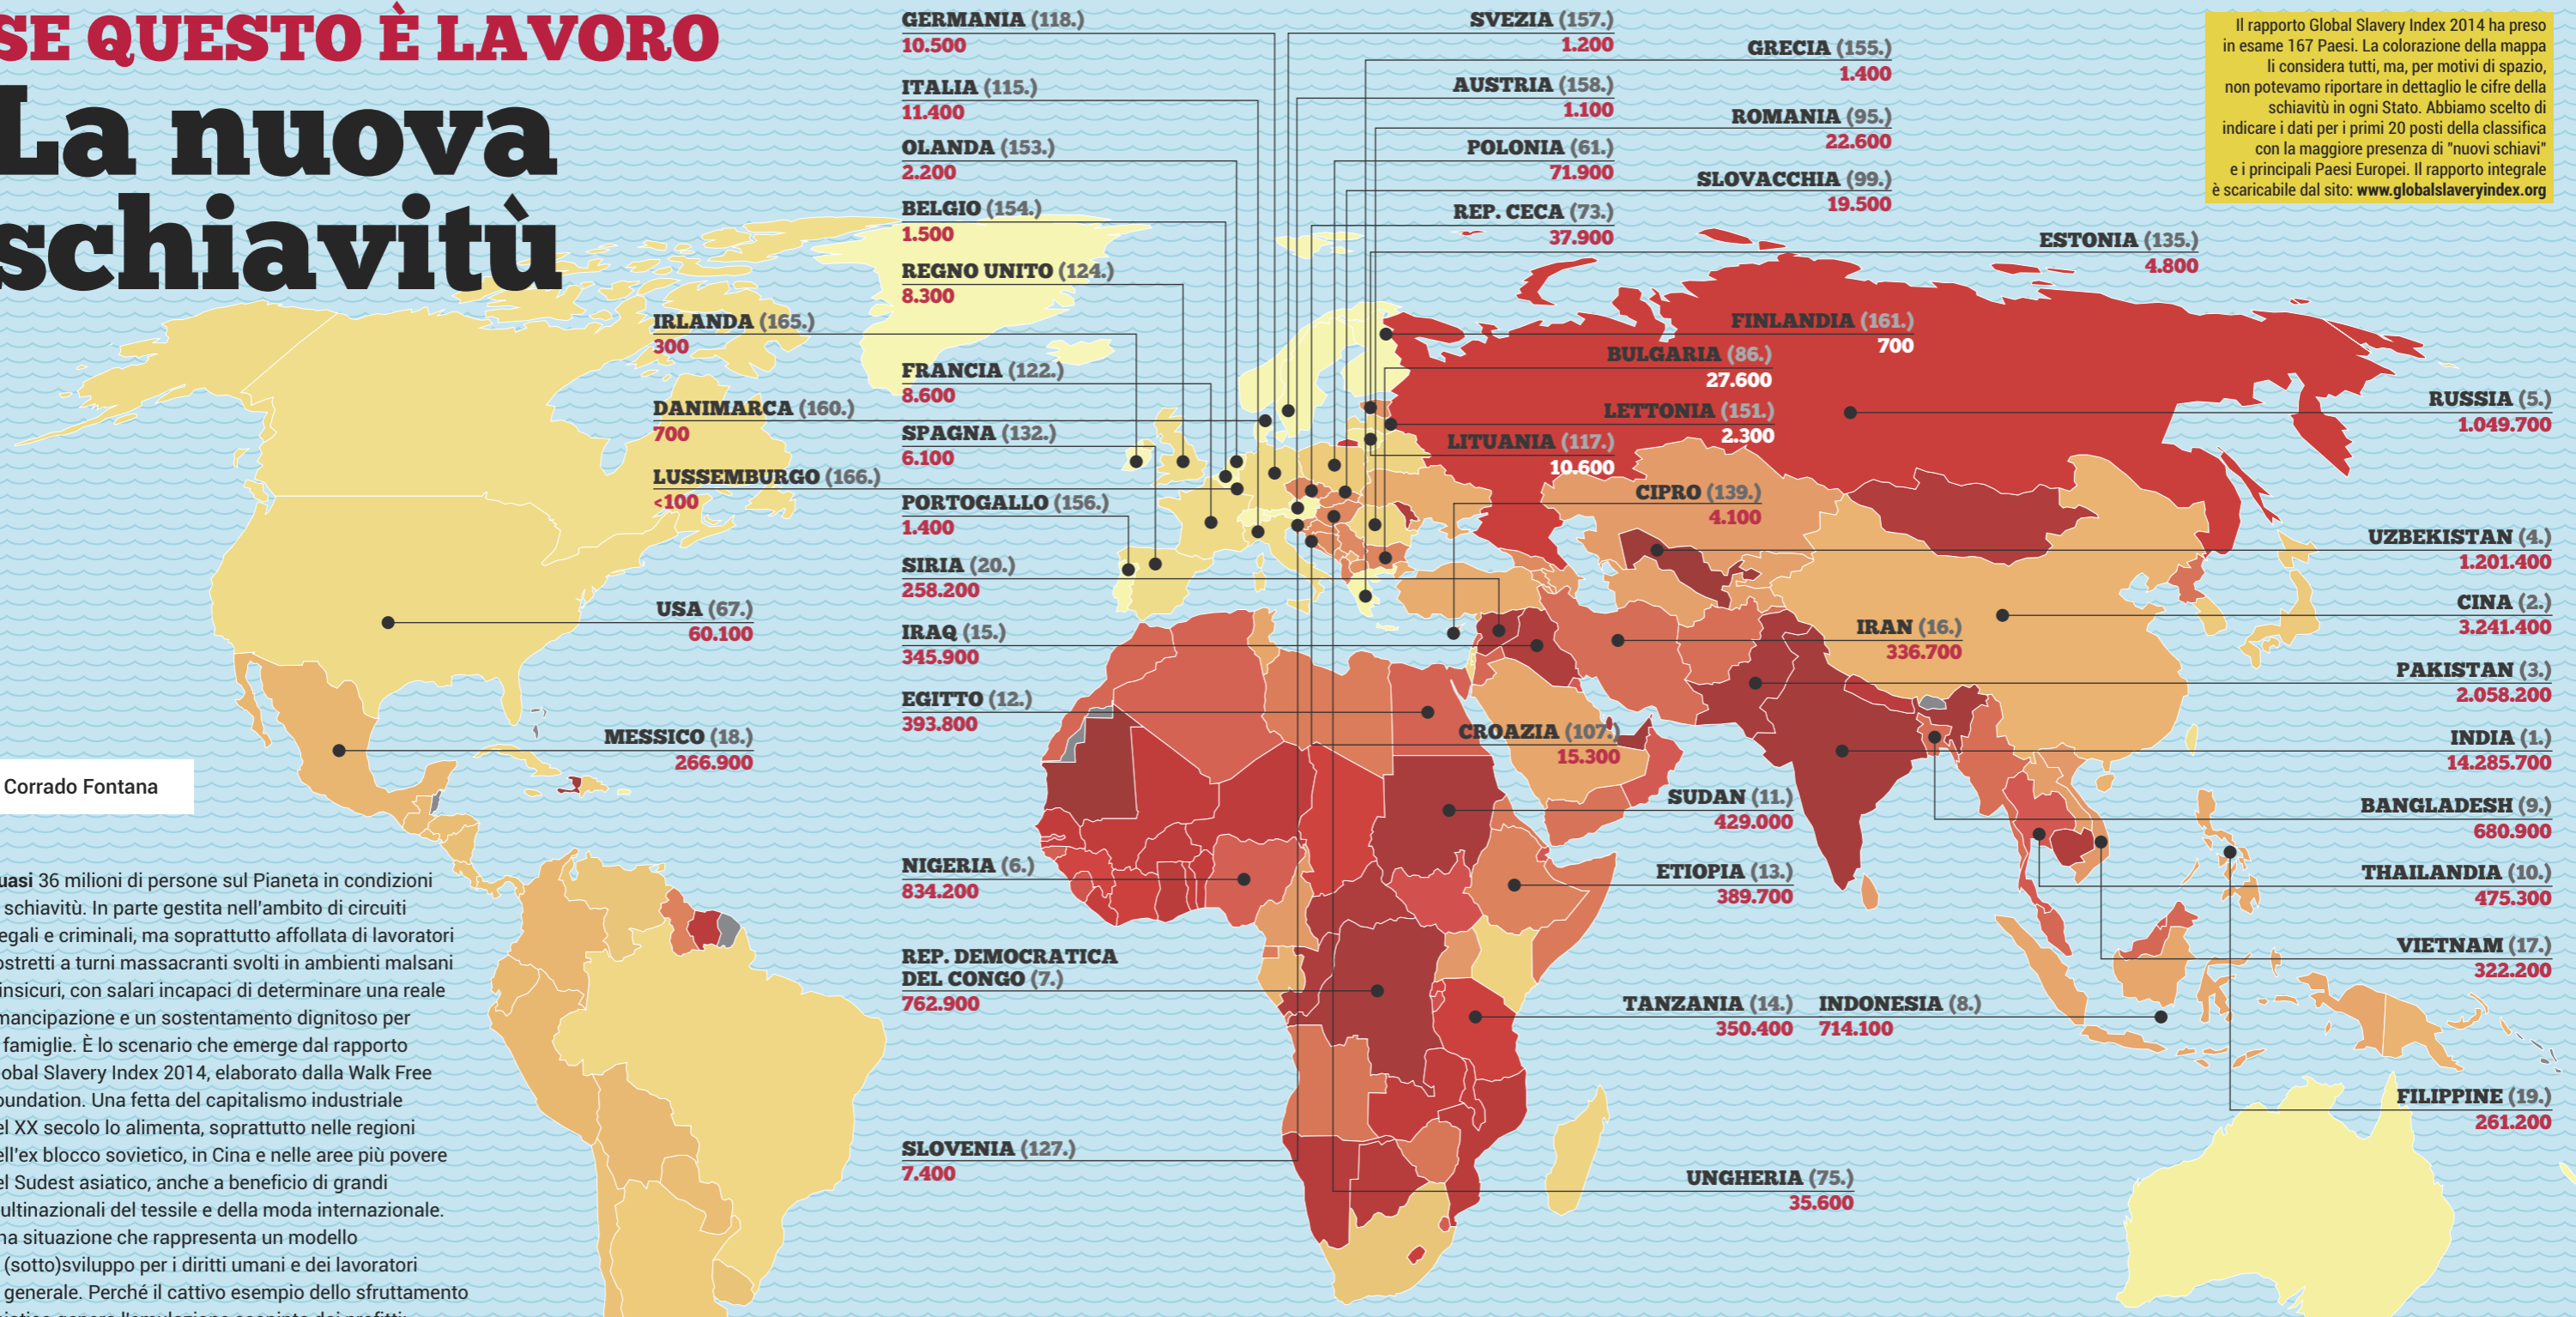 SE QUESTO È LAVORO
La nuova
schiavitù
Corrado Fontana
uasi 36 milioni di persone sul Pianeta in condizioni
schiavitù. In parte gestita nell'ambito di circuiti
egali e criminali, ma soprattutto affollata di lavoratori
ostretti a turni massacranti svolti in ambienti malsani
insicuri, con salari incapaci di determinare una reale
mancipazione e un sostentamento dignitoso per
famiglie. È lo scenario che emerge dal rapporto
lobal Slavery Index 2014, elaborato dalla Walk Free
oundation. Una fetta del capitalismo industriale
el XX secolo lo alimenta, soprattutto nelle regioni
ell'ex blocco sovietico, in Cina e nelle aree più povere
el Sudest asiatico, anche a beneficio di grandi
ultinazionali del tessile e della moda internazionale.
na situazione che rappresenta un modello
(sotto)sviluppo per i diritti umani e dei lavoratori
generale. Perché il cattivo esempio dello sfruttamento
IRLANDA (165.)
300
DANIMARCA (160.)
700
LUSSEMBURGO (166.)
<100
USA (67.)
60.100
MESSICO (18.)
266.900
GERMANIA (118.)
10.500
ITALIA (115.)
11.400
OLANDA (153.)
2.200
BELGIO (154.)
1.500
REGNO UNITO (124.)
8.300
FRANCIA (122.)
8.600
SPAGNA (132.)
6.100
PORTOGALLO (156.)
1.400
SIRIA (20.)
258.200
IRAQ (15.)
345.900
EGITTO (12.)
393.800
NIGERIA (6.)
834.200
REP. DEMOCRATICA
DEL CONGO (7.)
762.900
SLOVENIA (127.)
7.400
SVEZIA (157.)
1.200
GRECIA (155.)
1.400
AUSTRIA (158.)
1.100
ROMANIA (95.)
22.600
POLONIA (61.)
71.900
SLOVACCHIA (99.)
19.500
REP. CECA (73.)
37.900
ESTONIA (135.)
4.800
FINLANDIA (161.)
700
BULGARIA (86.)
27.600
LETTONIA (151.)
2.300
LITUANIA (117.)
10.600
CIPRO (139.)
4.100
IRAN (16.)
336.700
CROAZIA (107.)
15.300
SUDAN (11.)
429.000
ETIOPIA (13.)
389.700
TANZANIA (14.)
350.400
INDONESIA (8.)
714.100
UNGHERIA (75.)
35.600
Il rapporto Global Slavery Index 2014 ha preso
in esame 167 Paesi. La colorazione della mappa
li considera tutti, ma, per motivi di spazio,
non potevamo riportare in dettaglio le cifre della
schiavitù in ogni Stato. Abbiamo scelto di
indicare i dati per i primi 20 posti della classifica
con la maggiore presenza di "nuovi schiavi"
e i principali Paesi Europei. Il rapporto integrale
è scaricabile dal sito: www.globalslaveryindex.org
RUSSIA (5.)
1.049.700
UZBEKISTAN (4.)
1.201.400
CINA (2.)
3.241.400
PAKISTAN (3.)
2.058.200
INDIA (1.)
14.285.700
BANGLADESH (9.)
680.900
THAILANDIA (10.)
475.300
VIETNAM (17.)
322.200
FILIPPINE (19.)
261.200